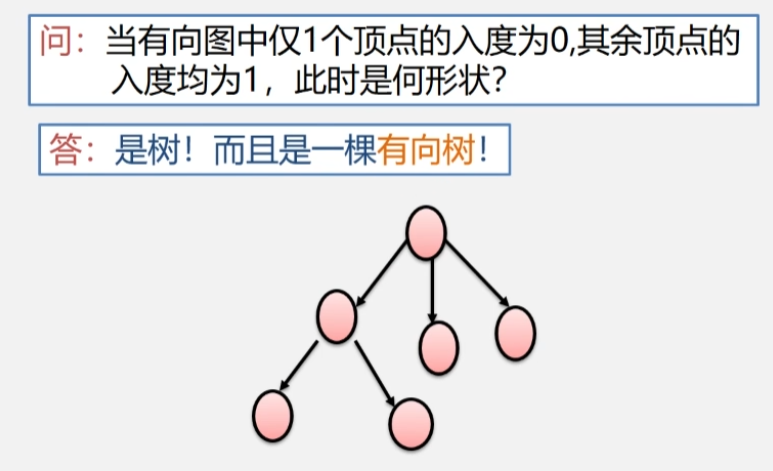 问：当有向图中仅1个顶点的入度为0,其余顶点的
入度均为1，此时是何形状？
答：是树！而且是一棵有向树！